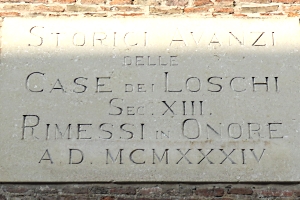 STORICI AVANZI
DELLE
CASE DEI LOSCHI
SEC. XIII.
RIMESSI IN ONORE
A.D. MCMXXXIV